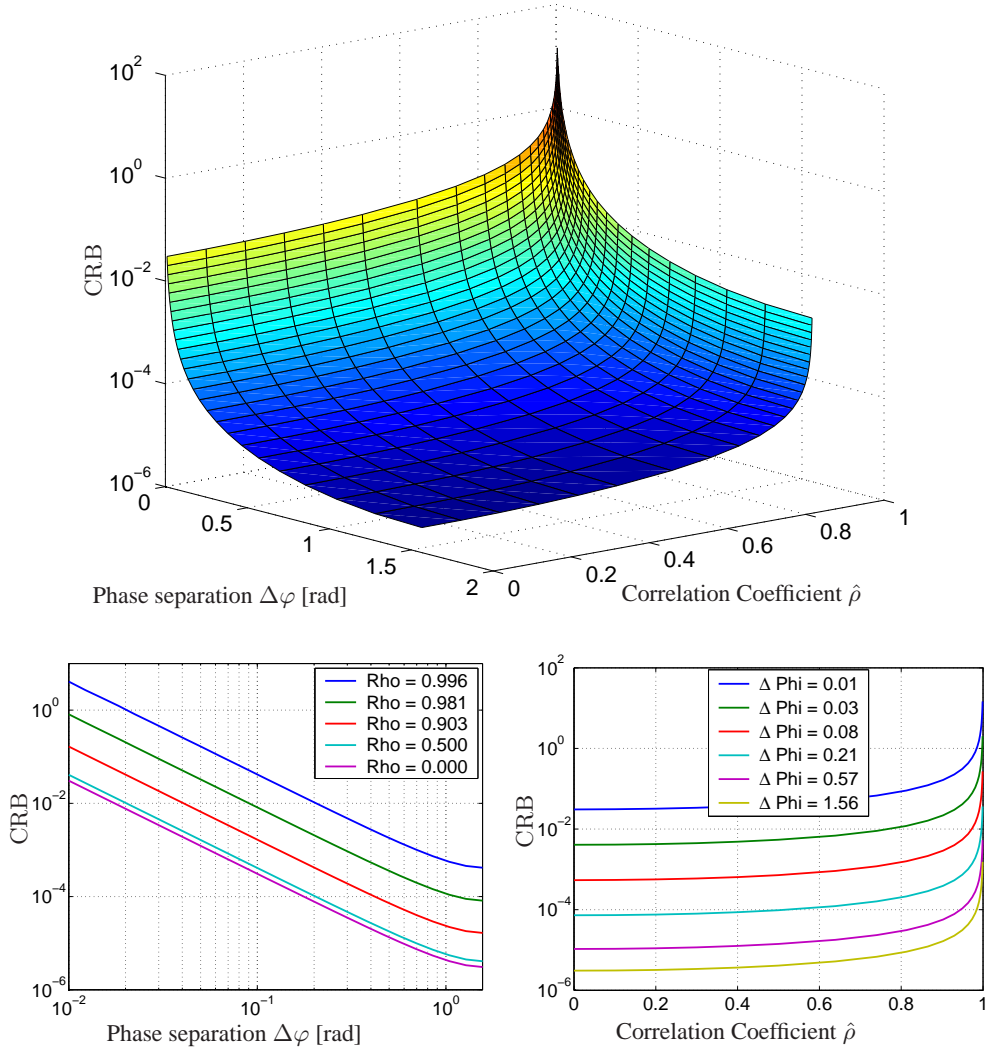 10^2
10^0
10^−2
10^−4
10^−6
CRB
0
0.5
1
1.5
2
0
0.2
0.4
0.6
0.8
1
Phase separation Δφ [rad]
Correlation Coefficient ρ̂
10^0
10^−2
10^−4
10^−6
CRB
Rho = 0.996
Rho = 0.981
Rho = 0.903
Rho = 0.500
Rho = 0.000
10^−2
10^−1
10^0
Phase separation Δφ [rad]
10^2
10^0
10^−2
10^−4
10^−6
CRB
Δ Phi = 0.01
Δ Phi = 0.03
Δ Phi = 0.08
Δ Phi = 0.21
Δ Phi = 0.57
Δ Phi = 1.56
0
0.2
0.4
0.6
0.8
1
Correlation Coefficient ρ̂